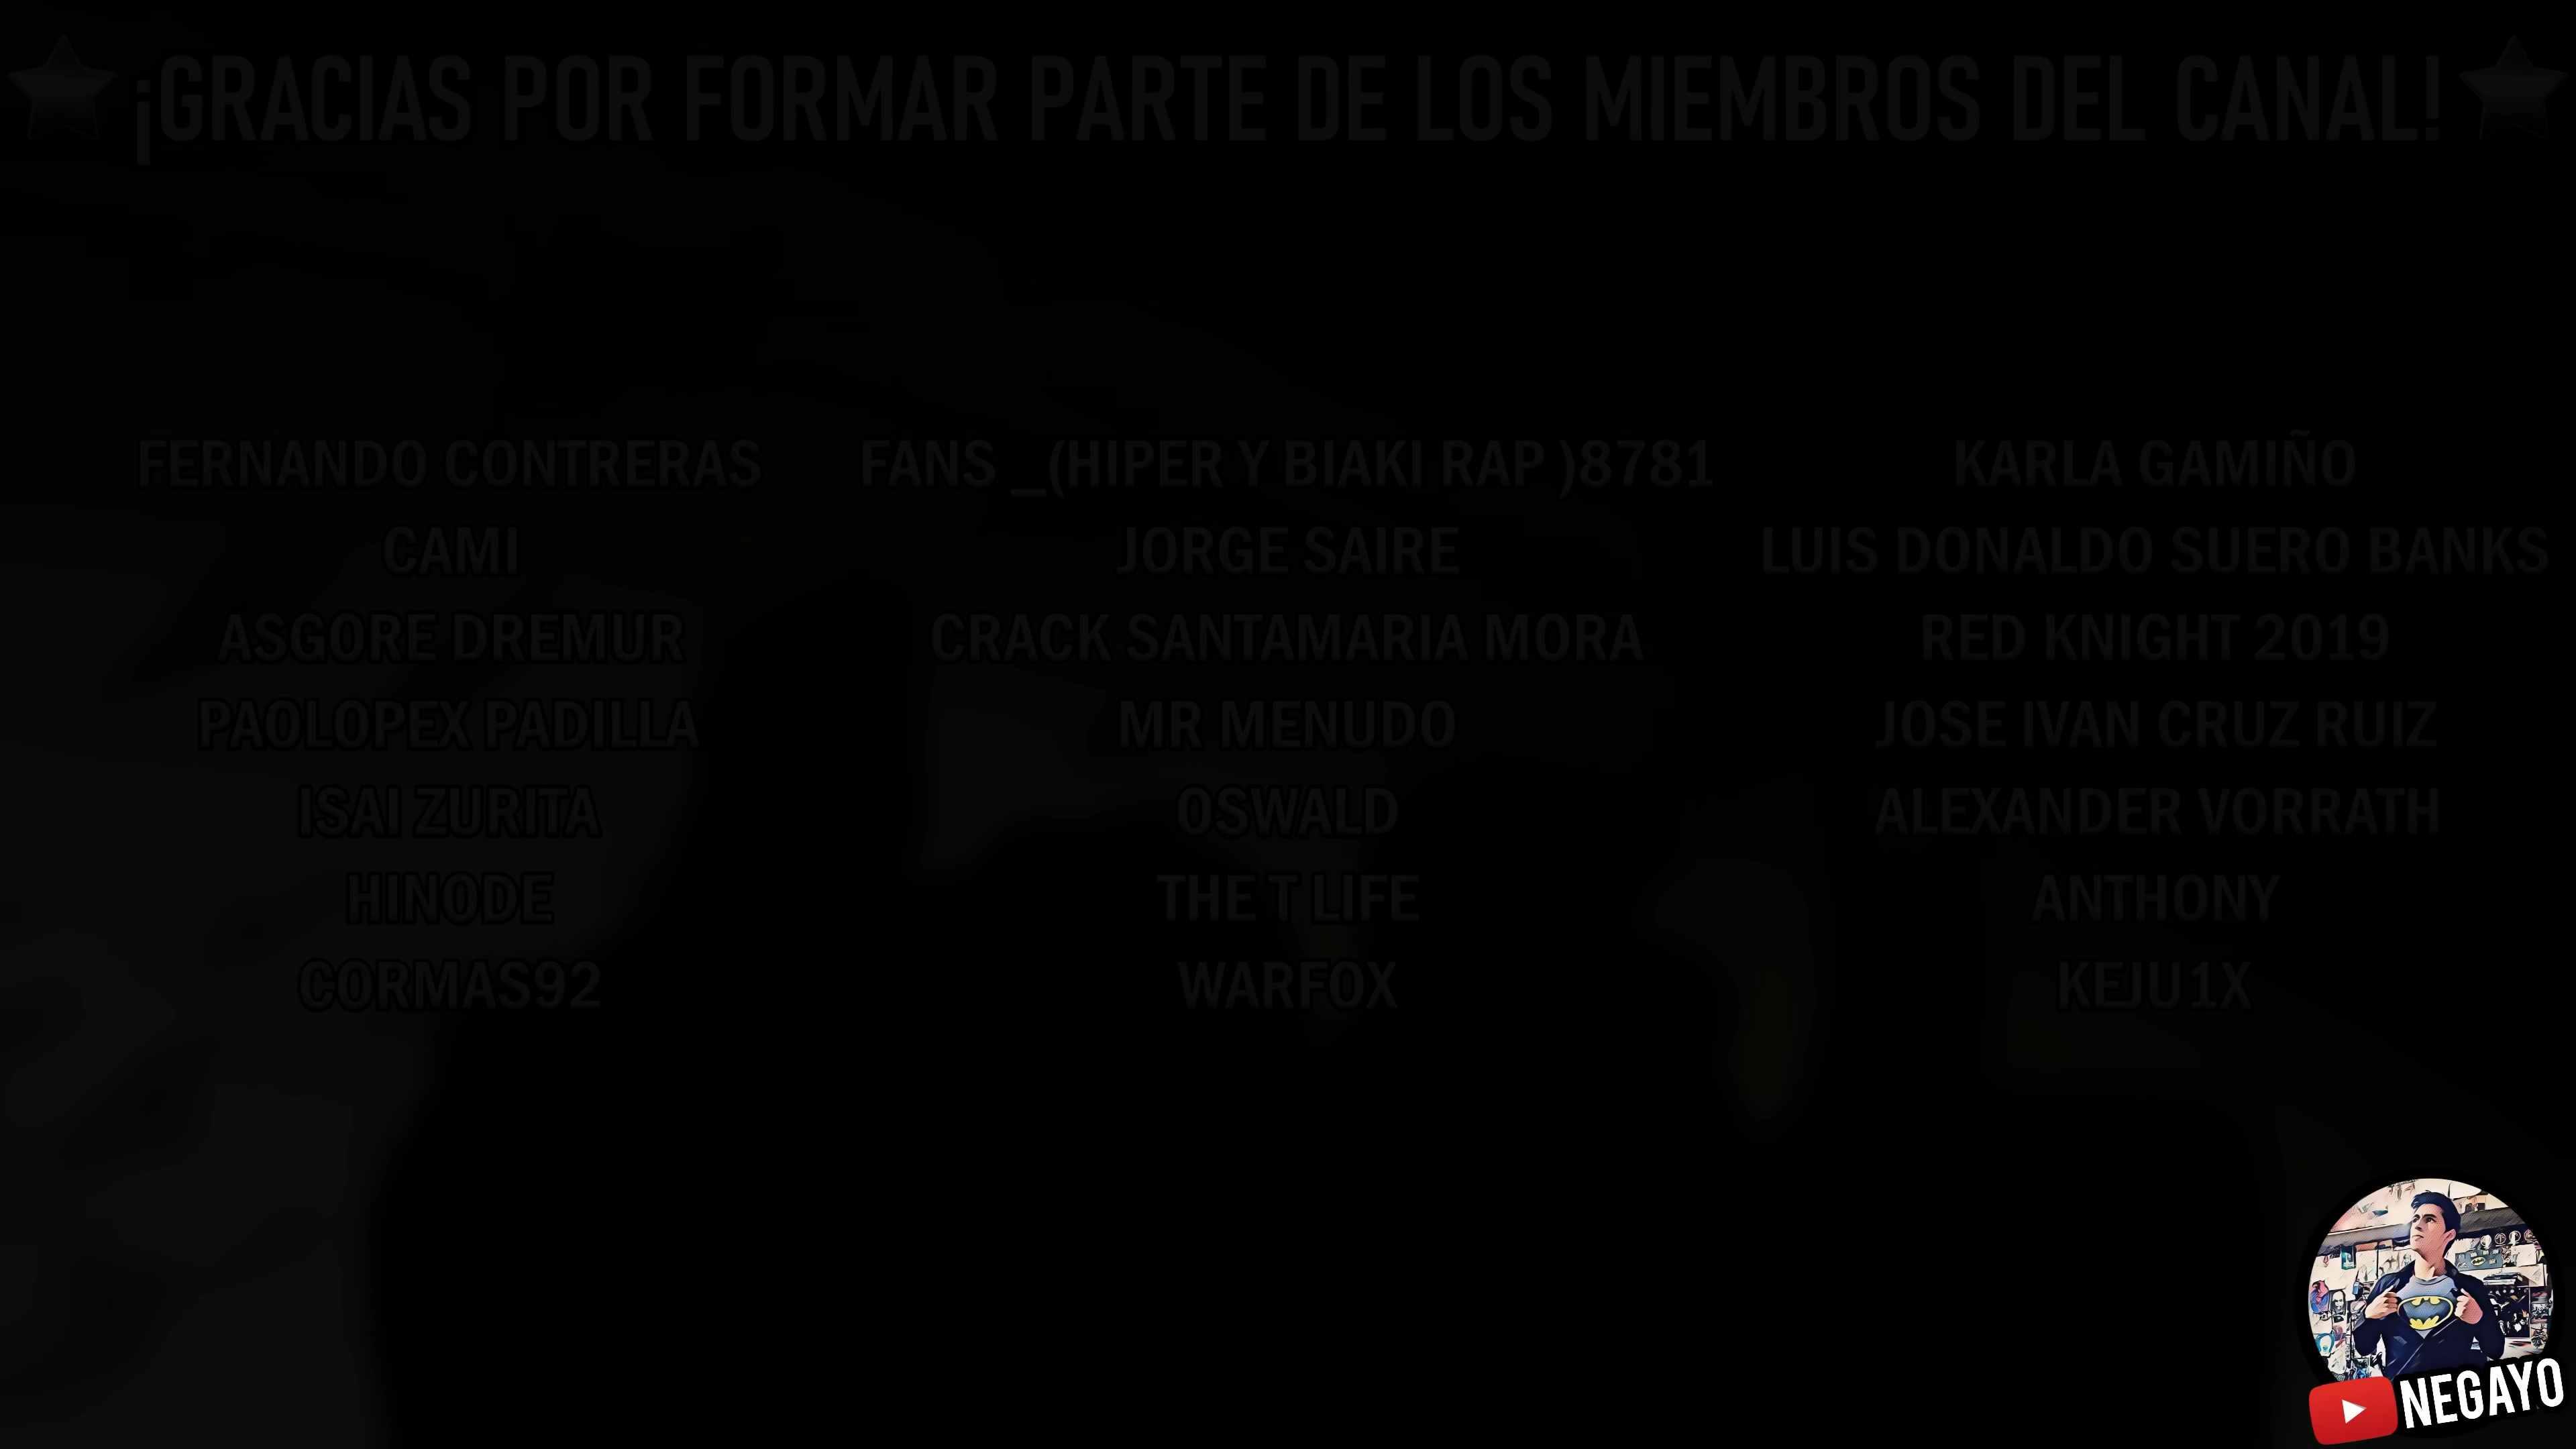 ¡GRACIAS POR FORMAR PARTE DE LOS MIEMBROS DEL CANAL!
FERNANDO CONTRERAS
CAMI
ASGORE DREMUR
PAOLOPEX PADILLA
ISAI ZURITA
HINODE
CORMAS92
FANS _(HIPER Y BIAKI RAP )8781
JORGE SAIRE
CRACK SANTAMARIA MORA
MR MENUDO
OSWALD
THE T LIFE
WARFOX
KARLA GAMIÑO
LUIS DONALDO SUERO BANKS
RED KNIGHT 2019
JOSE IVAN CRUZ RUIZ
ALEXANDER VORRATH
ANTHONY
KEJU1X
NEGAYO